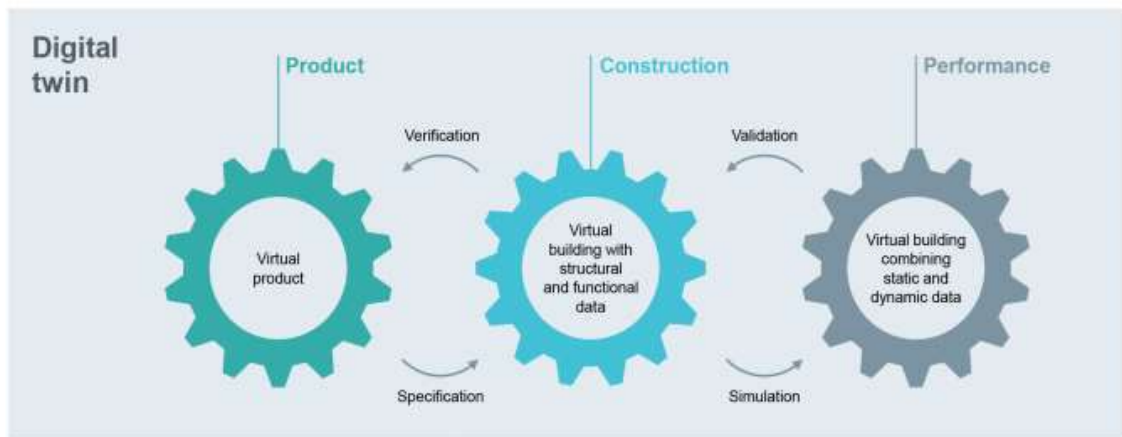 Digital
twin
Product
Construction
Performance
Verification
Validation
Virtual
product
Virtual
building with
structural
and functional
data
Virtual building
combining
static and
dynamic data
Specification
Simulation